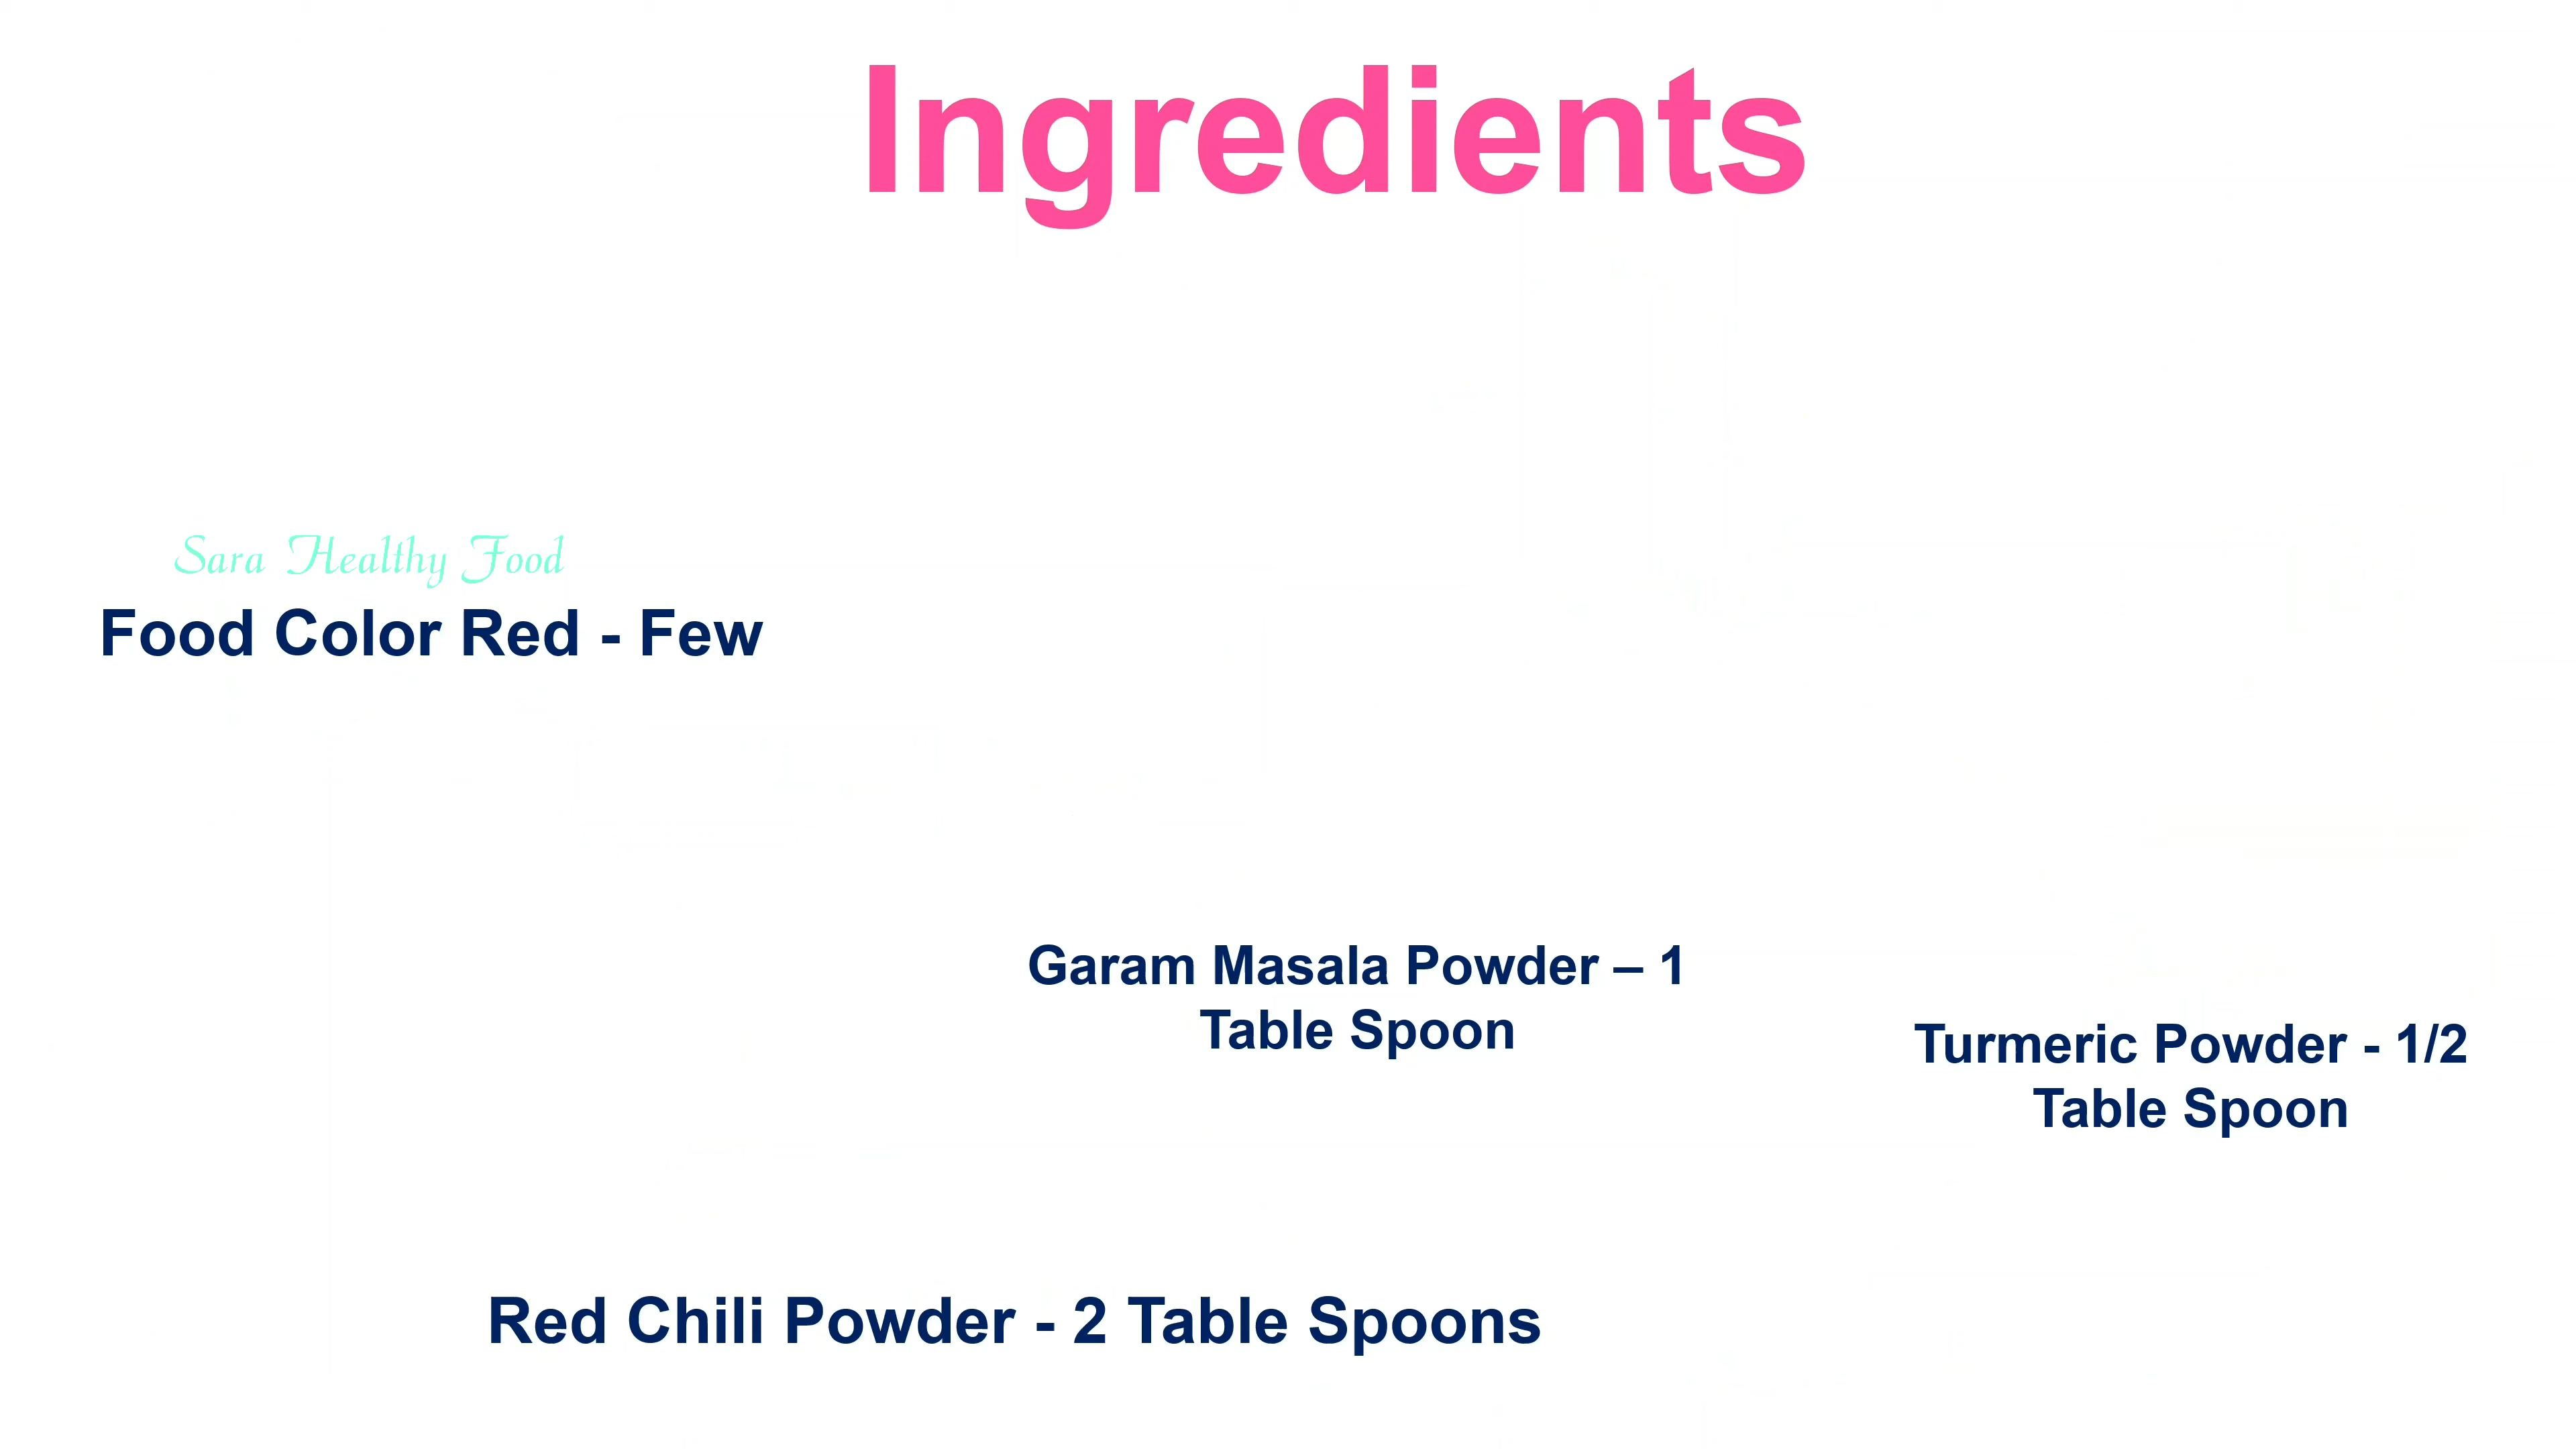 Ingredients
Sara Healthy Food
Food Color Red - Few
Garam Masala Powder – 1
Table Spoon
Turmeric Powder - 1/2
Table Spoon
Red Chili Powder - 2 Table Spoons